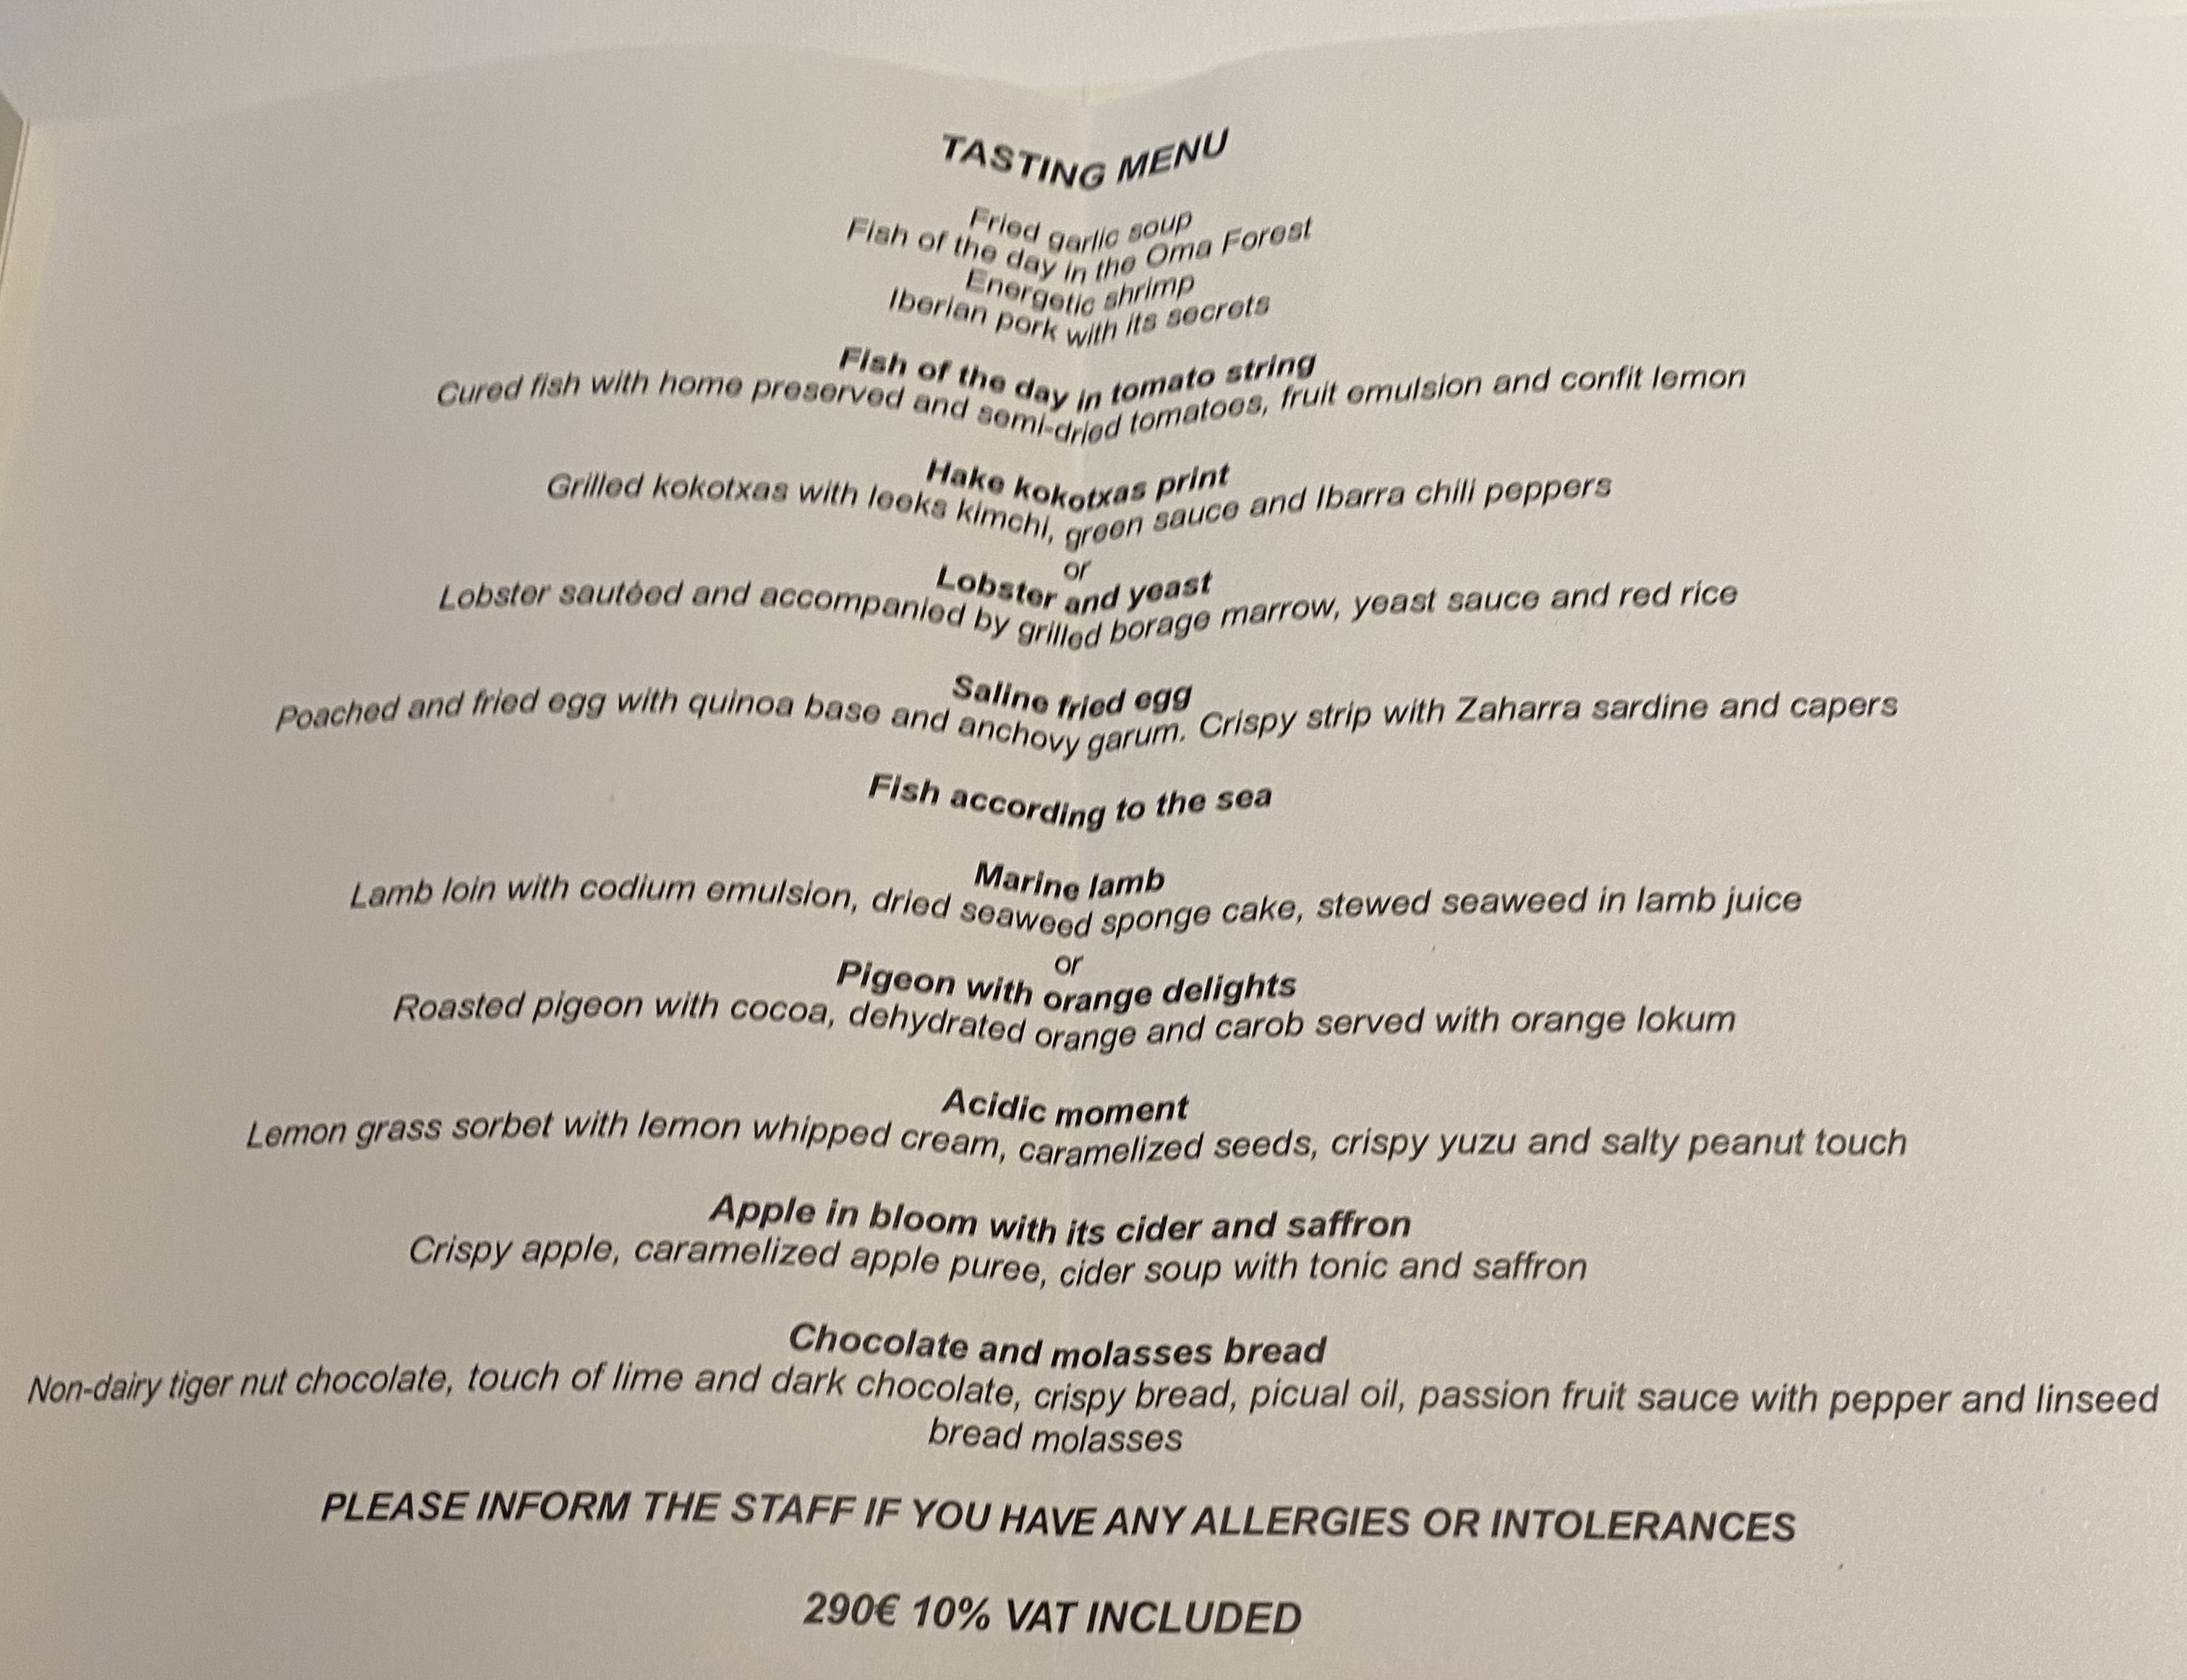 TASTING MENU
Fried garlic soup
Fish of the day in the Oma Forest
Energetic shrimp
Iberian pork with its secrets
Fish of the day in tomato string
Cured fish with home preserved and semi-dried tomatoes, fruit emulsion and confit lemon
Hake kokotxas print
Grilled kokotxas with leeks kimchi, green sauce and Ibarra chili peppers
or
Lobster and yeast
Lobster sautéed and accompanied by grilled borage marrow, yeast sauce and red rice
Saline fried egg
Poached and fried egg with quinoa base and anchovy garum. Crispy strip with Zaharra sardine and capers
Fish according to the sea
Marine lamb
Lamb loin with codium emulsion, dried seaweed sponge cake, stewed seaweed in lamb juice
or
Pigeon with orange delights
Roasted pigeon with cocoa, dehydrated orange and carob served with orange lokum
Acidic moment
Lemon grass sorbet with lemon whipped cream, caramelized seeds, crispy yuzu and salty peanut touch
Apple in bloom with its cider and saffron
Crispy apple, caramelized apple puree, cider soup with tonic and saffron
Chocolate and molasses bread
Non-dairy tiger nut chocolate, touch of lime and dark chocolate, crispy bread, picual oil, passion fruit sauce with pepper and linseed
bread molasses
PLEASE INFORM THE STAFF IF YOU HAVE ANY ALLERGIES OR INTOLERANCES
290€ 10% VAT INCLUDED